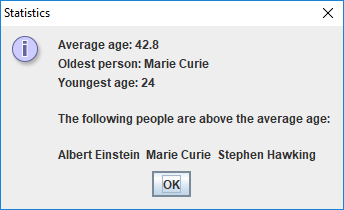 Statistics
Average age: 42.8
Oldest person: Marie Curie
Youngest age: 24
The following people are above the average age:
Albert Einstein  Marie Curie  Stephen Hawking
OK